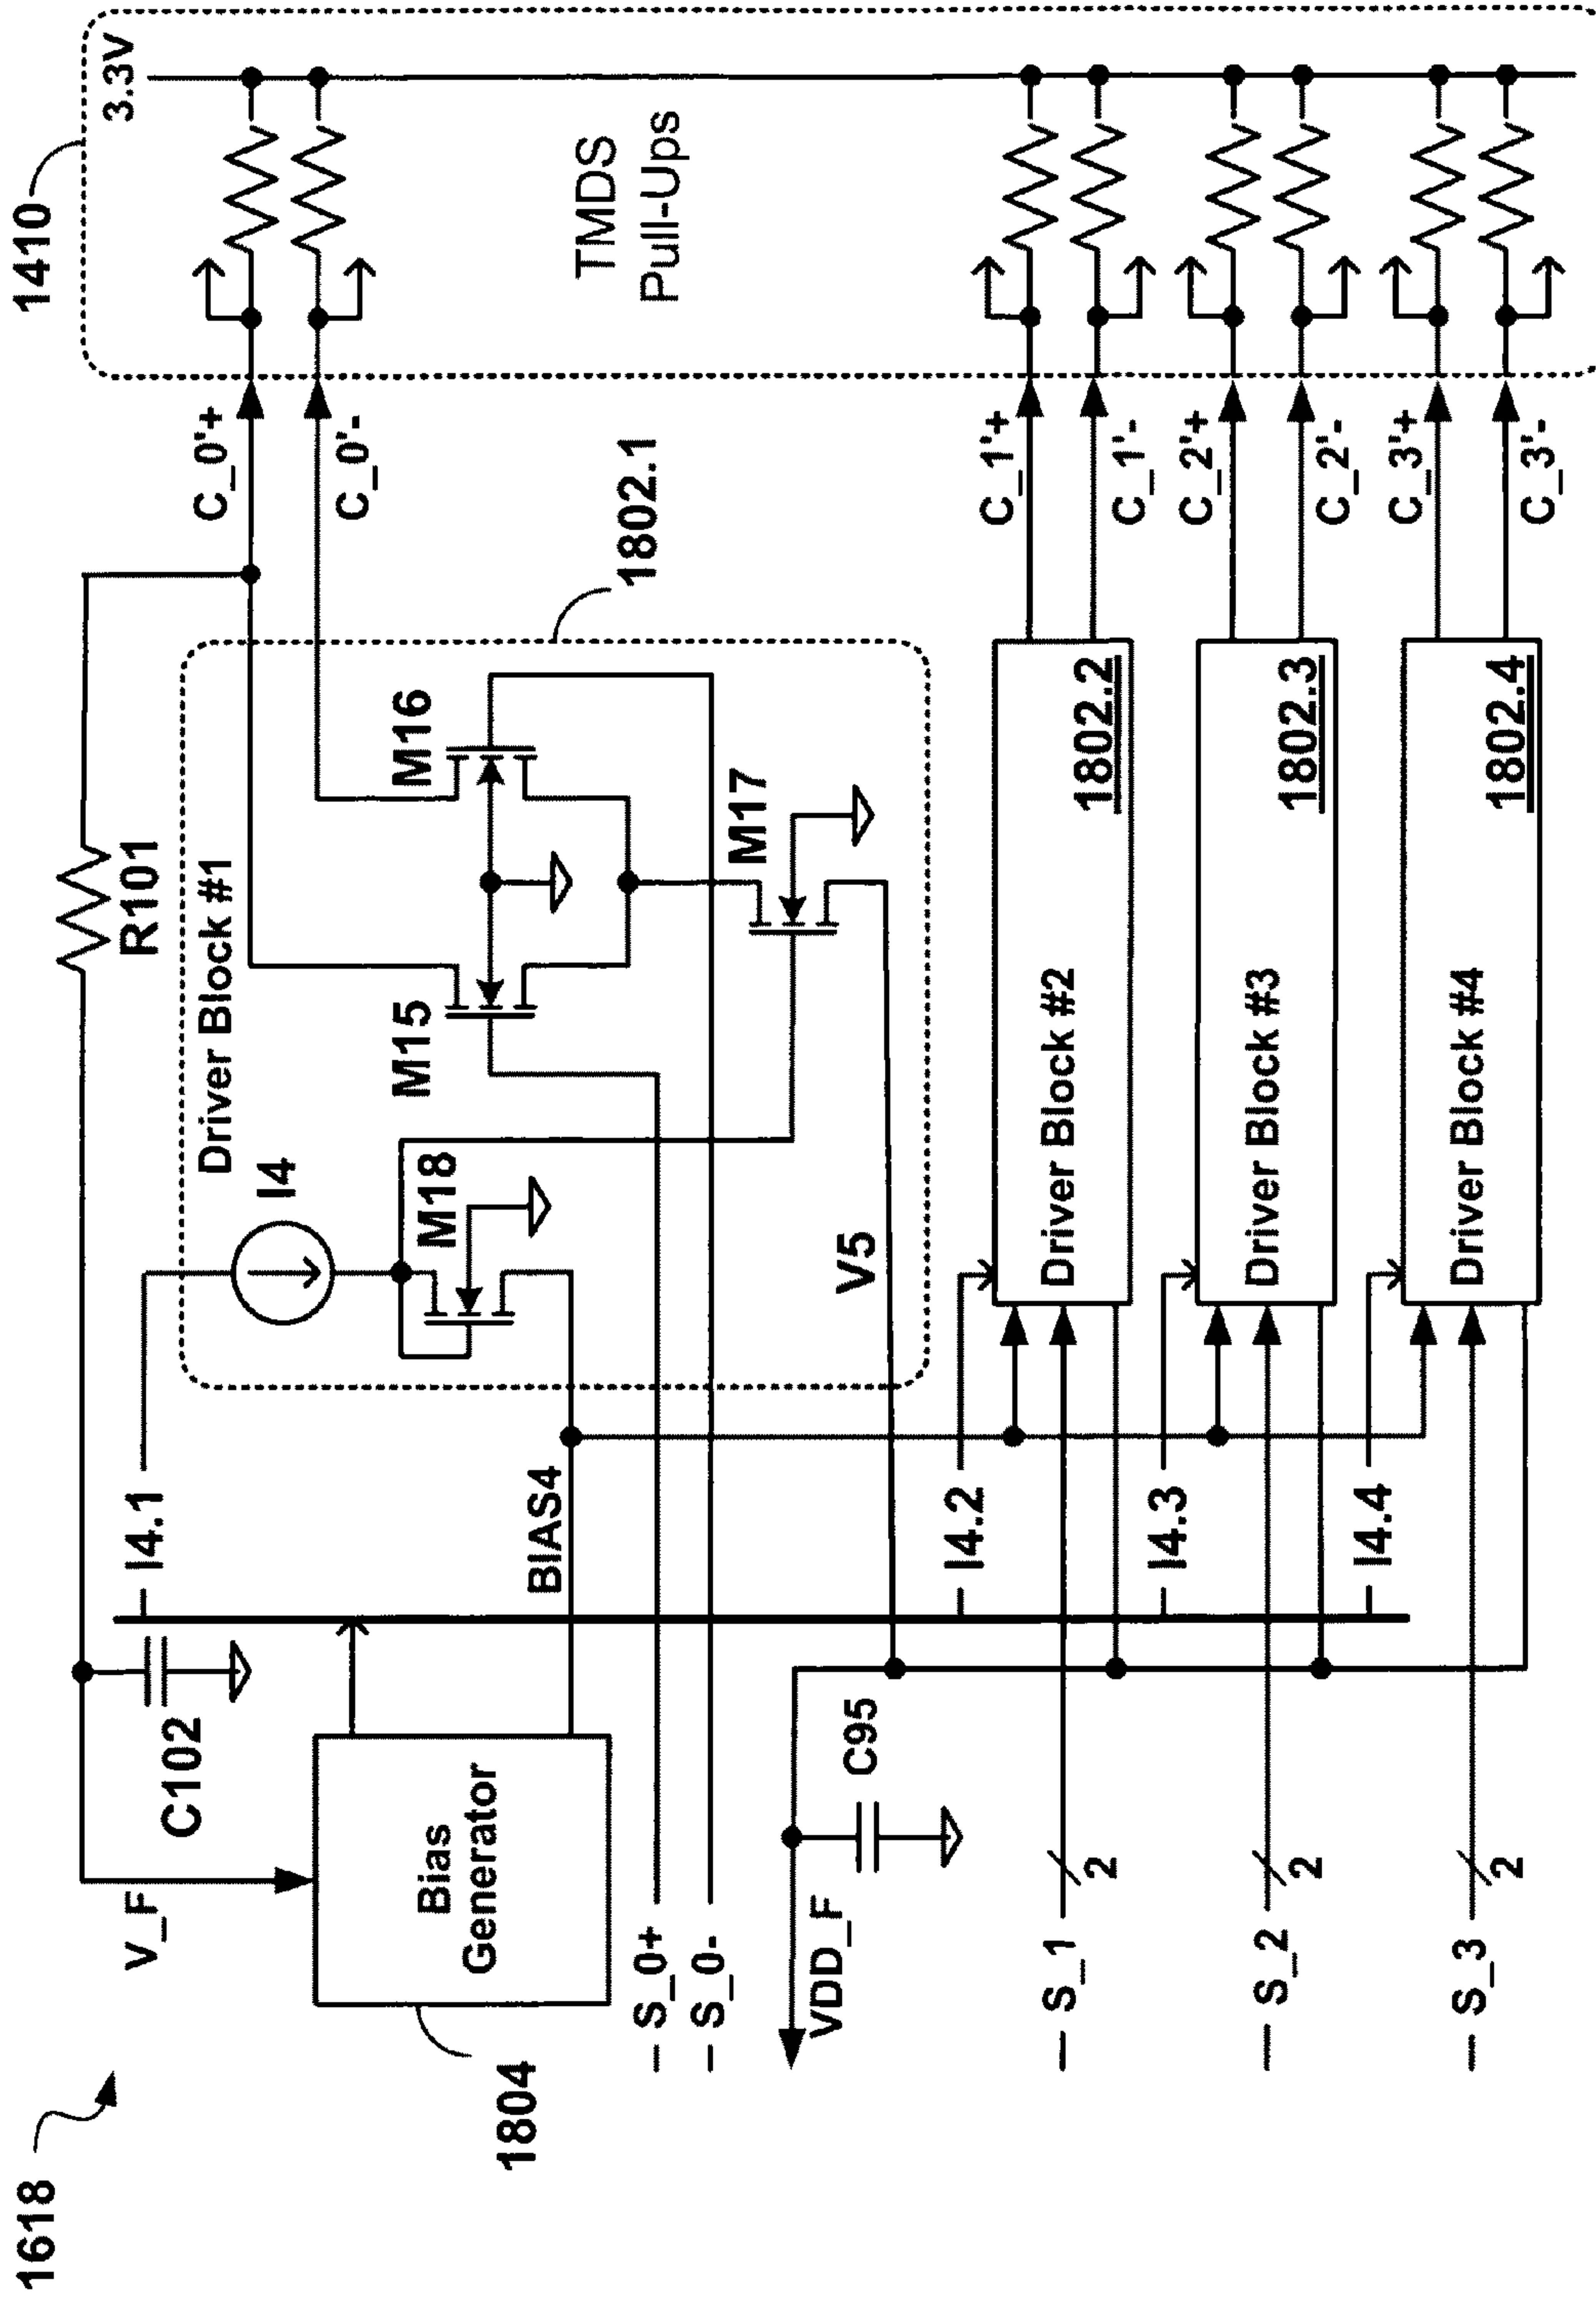 1618
1410
3.3V
TMDS
Pull-Ups
C_0'+
C_0'-
R101
V_F
C102
I4.1
Driver Block #1
1802.1
I4
M18
M15
M16
M17
Bias
Generator
1804
BIAS4
S_0+
S_0-
V5
VDD_F
C95
I4.2
Driver Block #2
1802.2
C_1'+
C_1'-
S_1
2
I4.3
Driver Block #3
1802.3
C_2'+
C_2'-
S_2
2
I4.4
Driver Block #4
1802.4
C_3'+
C_3'-
S_3
2